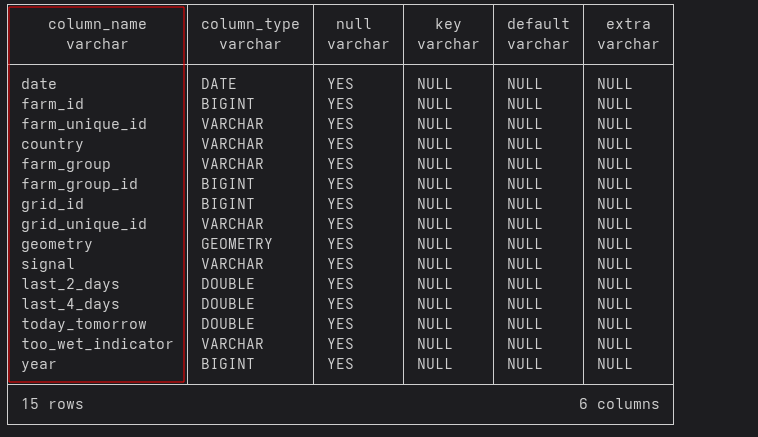 column_name column_type null key default extra
varchar varchar varchar varchar varchar varchar
date DATE YES NULL NULL NULL
farm_id BIGINT YES NULL NULL NULL
farm_unique_id VARCHAR YES NULL NULL NULL
country VARCHAR YES NULL NULL NULL
farm_group VARCHAR YES NULL NULL NULL
farm_group_id BIGINT YES NULL NULL NULL
grid_id BIGINT YES NULL NULL NULL
grid_unique_id VARCHAR YES NULL NULL NULL
geometry GEOMETRY YES NULL NULL NULL
signal VARCHAR YES NULL NULL NULL
last_2_days DOUBLE YES NULL NULL NULL
last_4_days DOUBLE YES NULL NULL NULL
today_tomorrow DOUBLE YES NULL NULL NULL
too_wet_indicator VARCHAR YES NULL NULL NULL
year BIGINT YES NULL NULL NULL
15 rows 6 columns